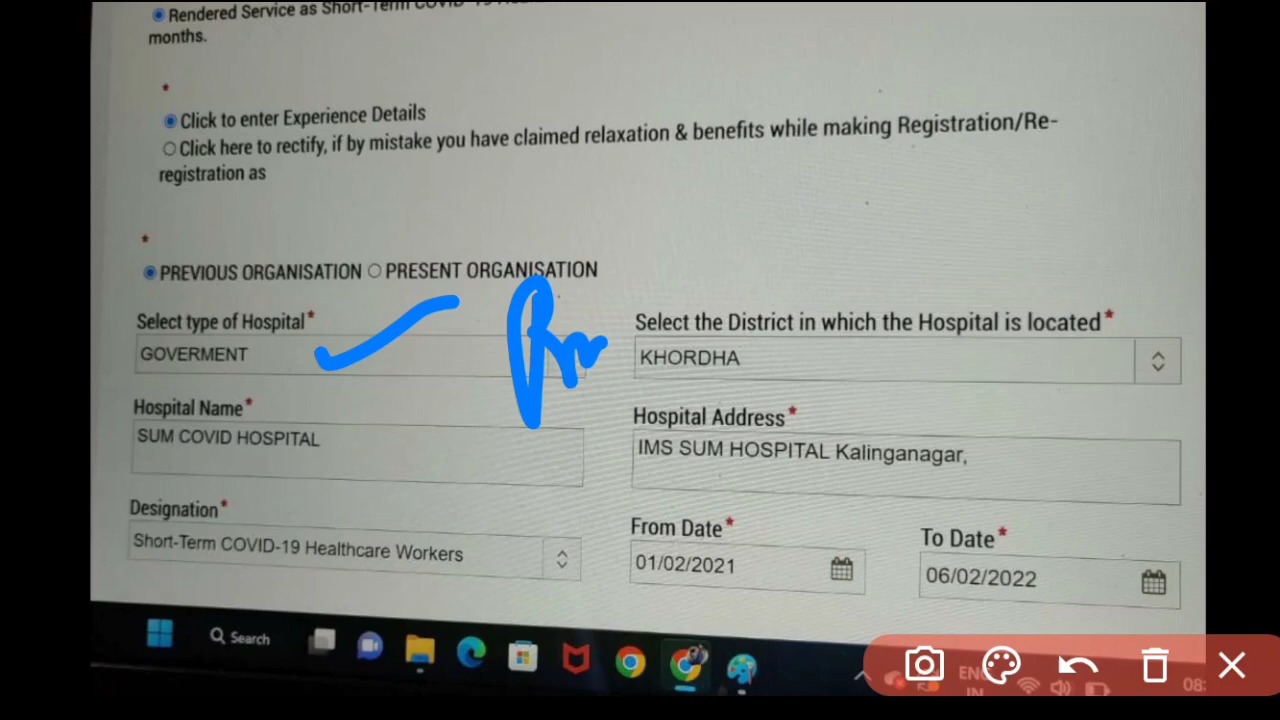 Rendered Service as Short-Term COVID-19
months.
*
Click to enter Experience Details
Click here to rectify, if by mistake you have claimed relaxation & benefits while making Registration/Re-
registration as
*
PREVIOUS ORGANISATION PRESENT ORGANISATION
Select type of Hospital* Select the District in which the Hospital is located*
GOVERMENT KHORDHA
Hospital Name* Hospital Address*
SUM COVID HOSPITAL IMS SUM HOSPITAL Kalinganagar,
Designation* From Date* To Date*
Short-Term COVID-19 Healthcare Workers 01/02/2021 06/02/2022
Search ENG
IN 08: